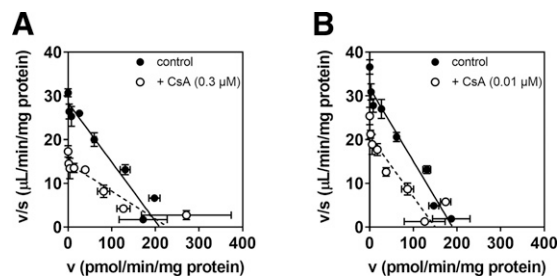 A
v/s (μL/min/mg protein)
40
30
20
10
0
control
+ CsA (0.3 μM)
0 100 200 300 400
v (pmol/min/mg protein)
B
v/s (μL/min/mg protein)
40
30
20
10
0
control
+ CsA (0.01 μM)
0 100 200 300 400
v (pmol/min/mg protein)